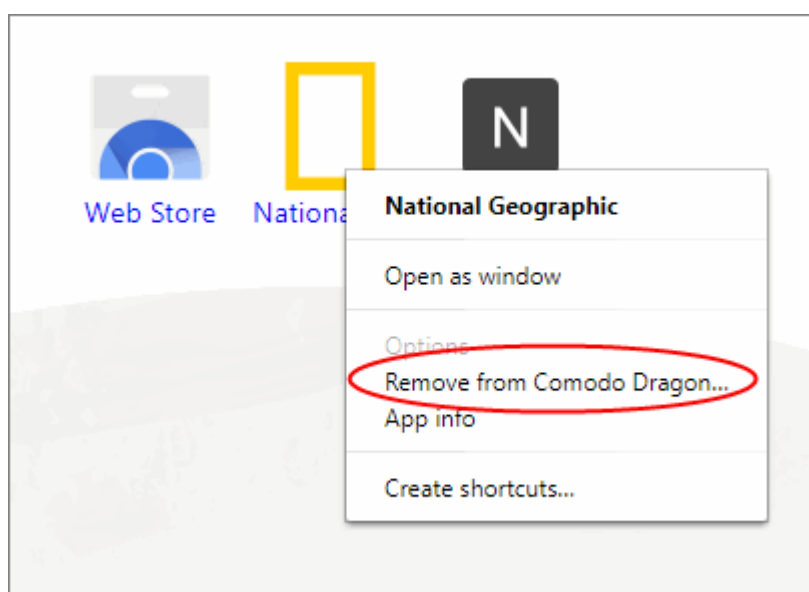 N
Web Store
Nationa
National Geographic
Open as window
Options
Remove from Comodo Dragon...
App info
Create shortcuts...